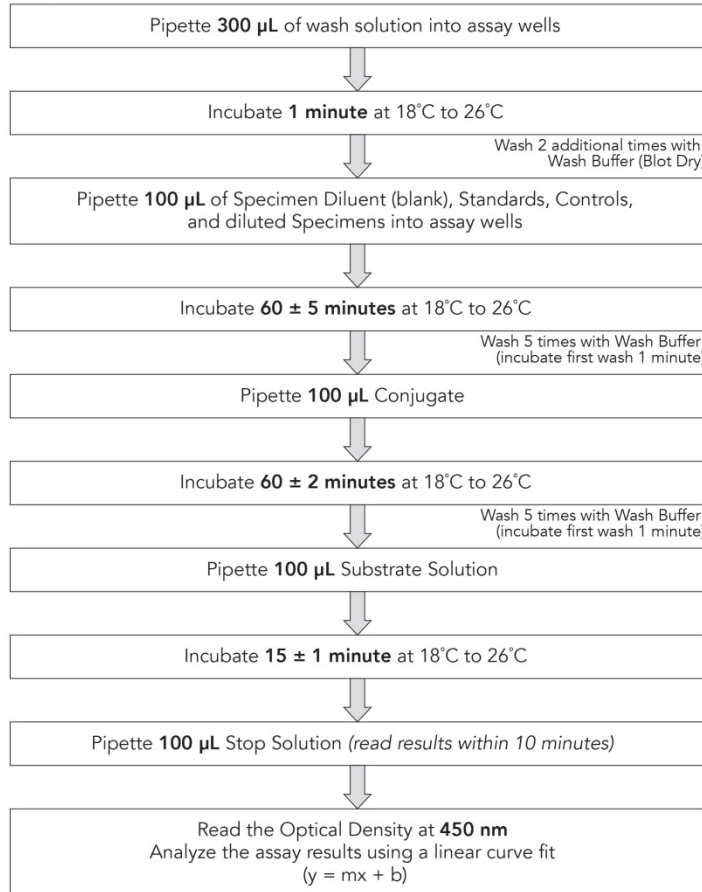 Pipette 300 µL of wash solution into assay wells
Incubate 1 minute at 18˚C to 26˚C
Wash 2 additional times with
Wash Buffer (Blot Dry)
Pipette 100 µL of Specimen Diluent (blank), Standards, Controls,
and diluted Specimens into assay wells
Incubate 60 ± 5 minutes at 18˚C to 26˚C
Wash 5 times with Wash Buffer
(incubate first wash 1 minute)
Pipette 100 µL Conjugate
Incubate 60 ± 2 minutes at 18˚C to 26˚C
Wash 5 times with Wash Buffer
(incubate first wash 1 minute)
Pipette 100 µL Substrate Solution
Incubate 15 ± 1 minute at 18˚C to 26˚C
Pipette 100 µL Stop Solution (read results within 10 minutes)
Read the Optical Density at 450 nm
Analyze the assay results using a linear curve fit
(y = mx + b)